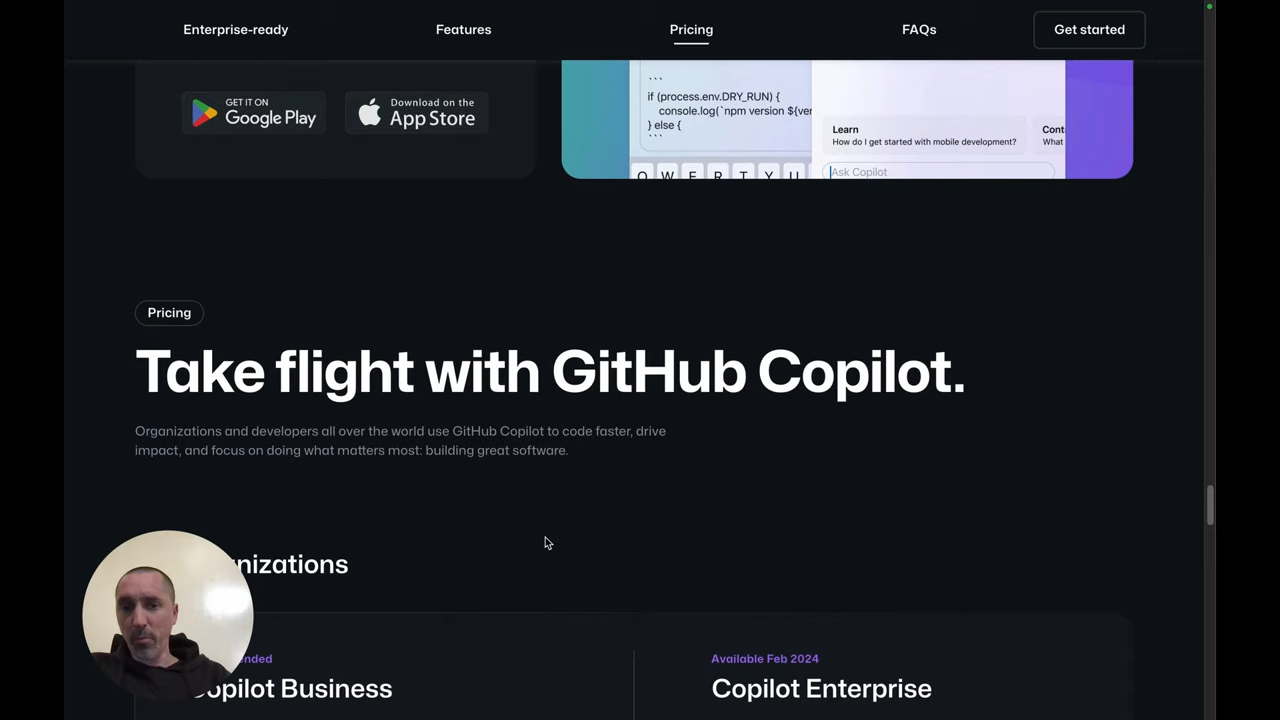 Enterprise-ready
Features
Pricing
FAQs
Get started
GET IT ON
Google Play
Download on the
App Store
```
if (process.env.DRY_RUN) {
console.log(`npm version ${ver
} else {
```
Q W E R T Y U
Learn
How do I get started with mobile development?
Cont
What
Ask Copilot
Pricing
Take flight with GitHub Copilot.
Organizations and developers all over the world use GitHub Copilot to code faster, drive
impact, and focus on doing what matters most: building great software.
nizations
ended
Copilot Business
Available Feb 2024
Copilot Enterprise